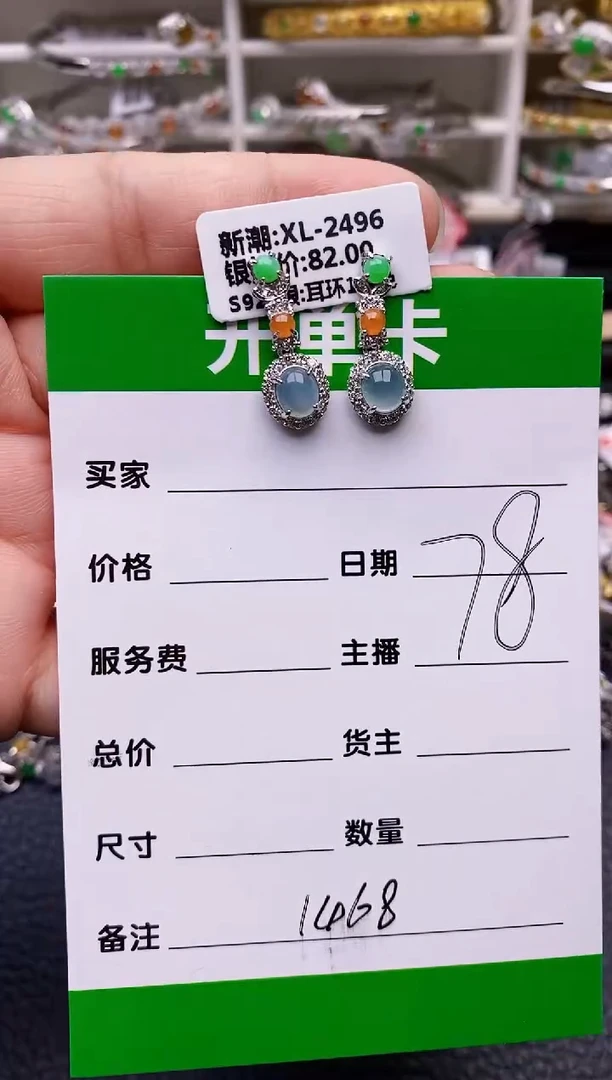 新潮:XL-2496
银 价:82.00
S92 耳环1
开单卡
买家
价格 日期 78
服务费 主播
总价 货主
尺寸 数量
备注 1468